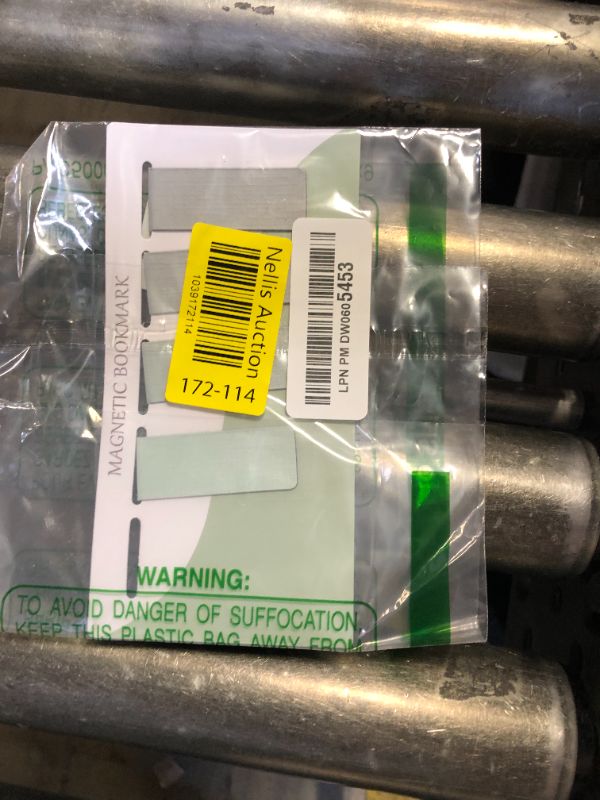 MAGNETIC BOOKMARK
Nellis Auction
1039172114
172-114
LPN PM DW0605453
WARNING:
TO AVOID DANGER OF SUFFOCATION
KEEP THIS PLASTIC BAG AWAY FROM